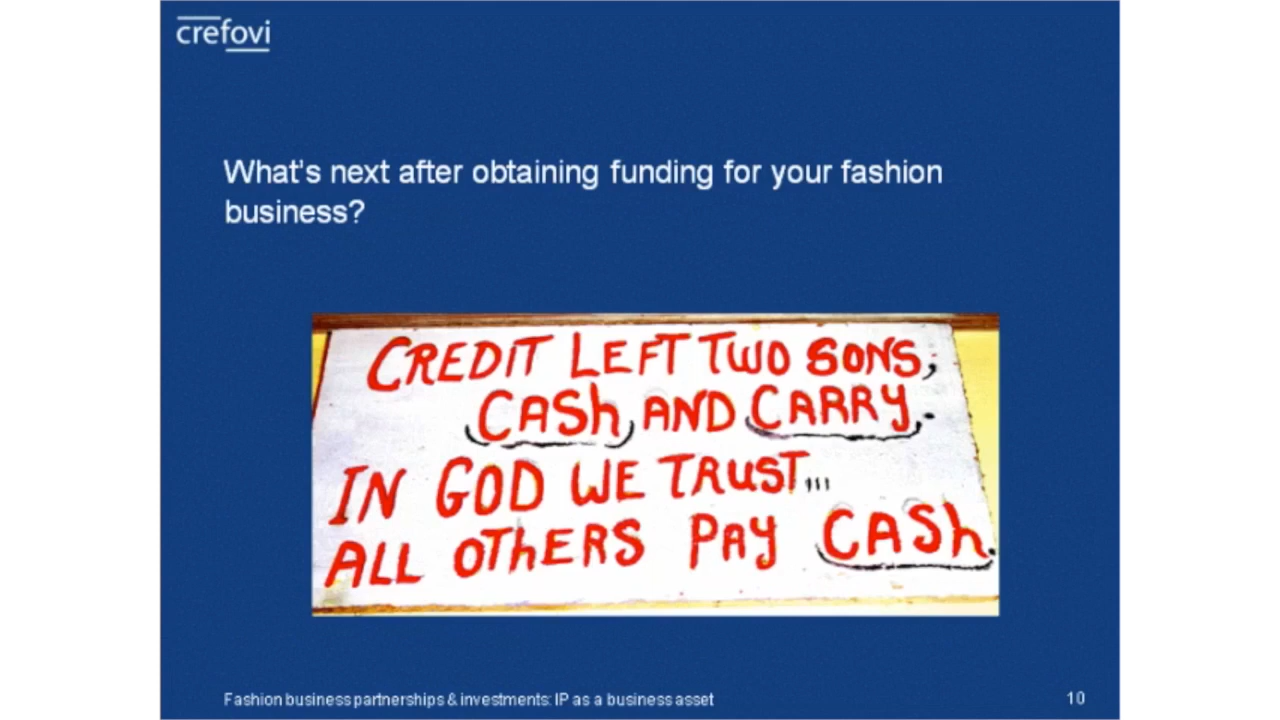 crefovi
What's next after obtaining funding for your fashion
business?
CREDIT LEFT TWO SONS,
CASh AND CARRY.
IN GOD WE TRUST...
ALL OThERS PAY CASh.
Fashion business partnerships & investments: IP as a business asset
10